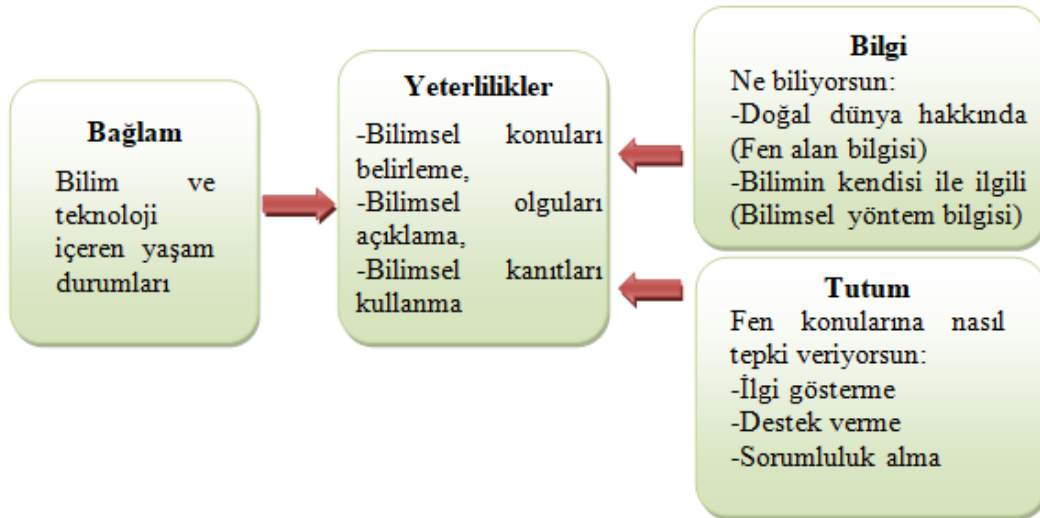 Bağlam
Bilim ve
teknoloji
içeren yaşam
durumları
Yeterlilikler
-Bilimsel konuları
belirleme,
-Bilimsel olguları
açıklama,
-Bilimsel kanıtları
kullanma
Bilgi
Ne biliyorsun:
-Doğal dünya hakkında
(Fen alan bilgisi)
-Bilimin kendisi ile ilgili
(Bilimsel yöntem bilgisi)
Tutum
Fen konularına nasıl
tepki veriyorsun:
-İlgi gösterme
-Destek verme
-Sorumluluk alma